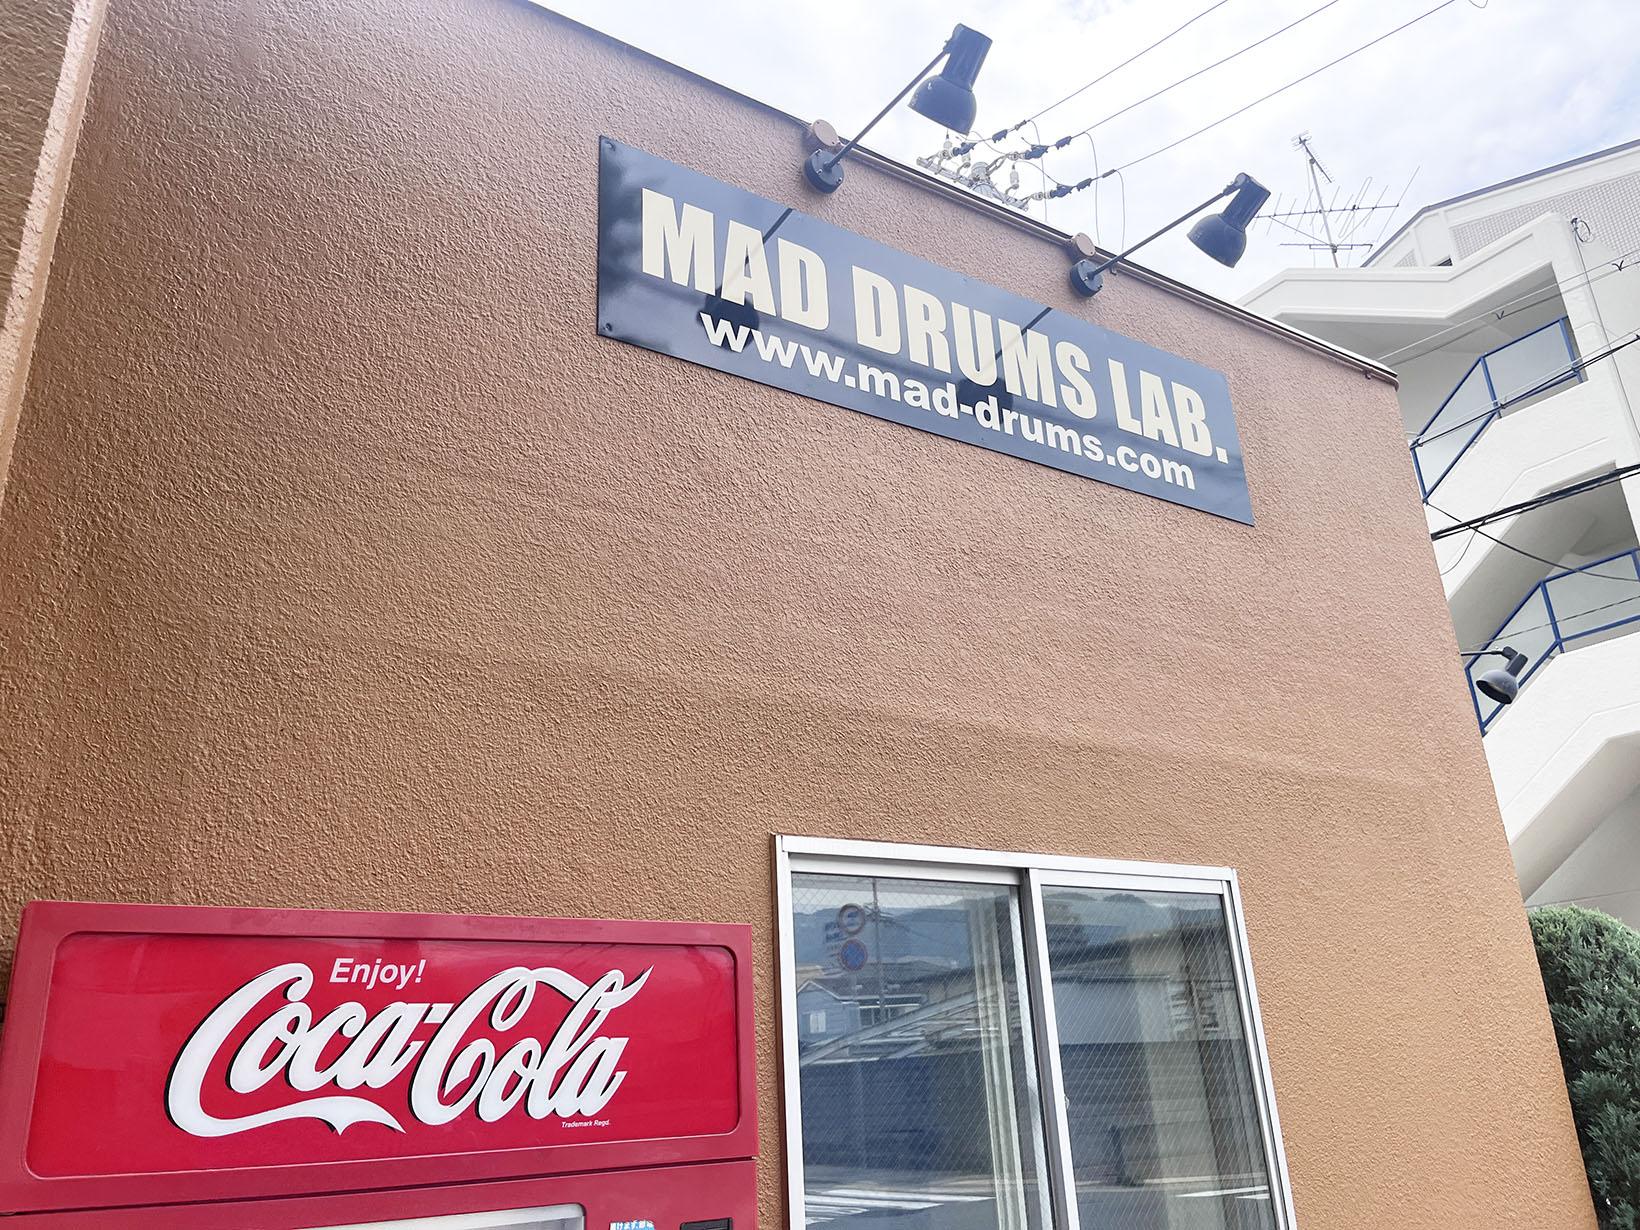 MAD DRUMS LAB.
www.mad-drums.com
Enjoy!
Coca-Cola
Trademark Regd.